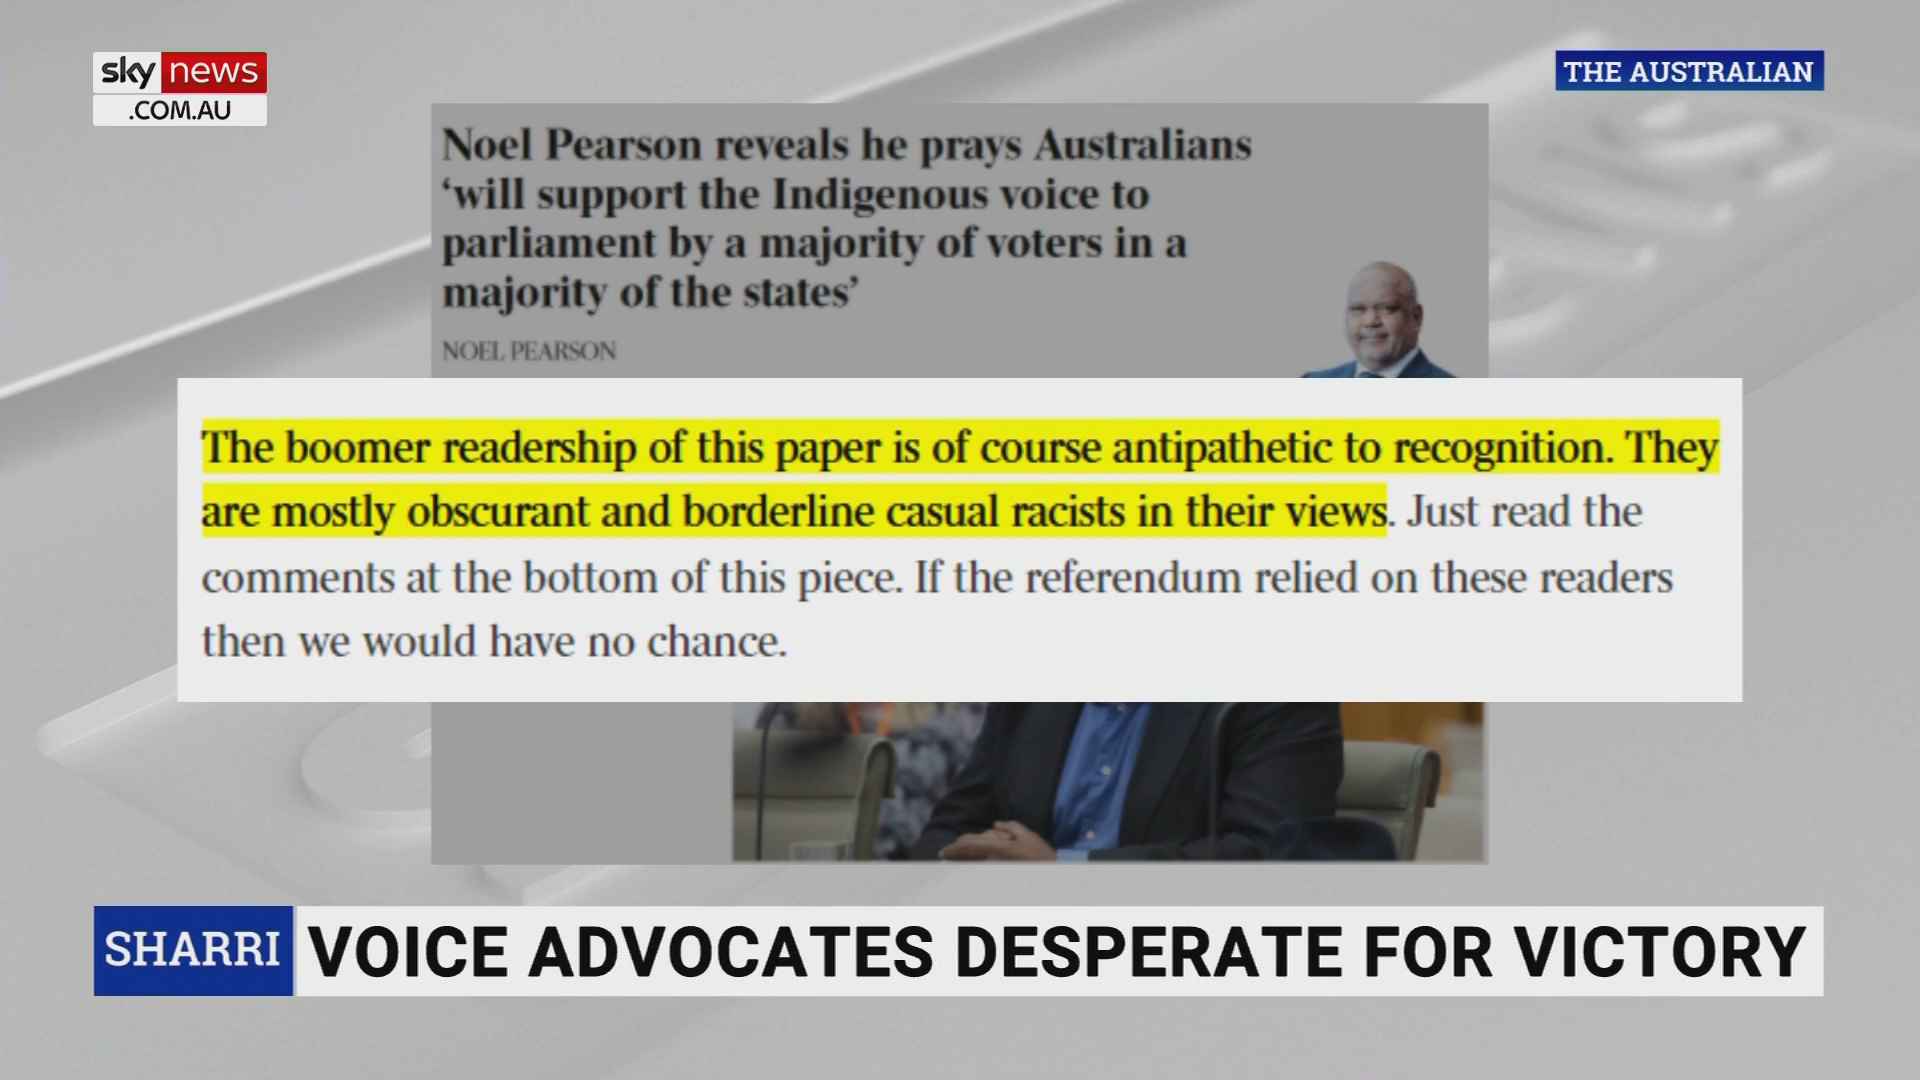 sky news
.COM.AU
THE AUSTRALIAN
Noel Pearson reveals he prays Australians
‘will support the Indigenous voice to
parliament by a majority of voters in a
majority of the states’
NOEL PEARSON
The boomer readership of this paper is of course antipathetic to recognition. They
are mostly obscurant and borderline casual racists in their views. Just read the
comments at the bottom of this piece. If the referendum relied on these readers
then we would have no chance.
SHARRI
VOICE ADVOCATES DESPERATE FOR VICTORY